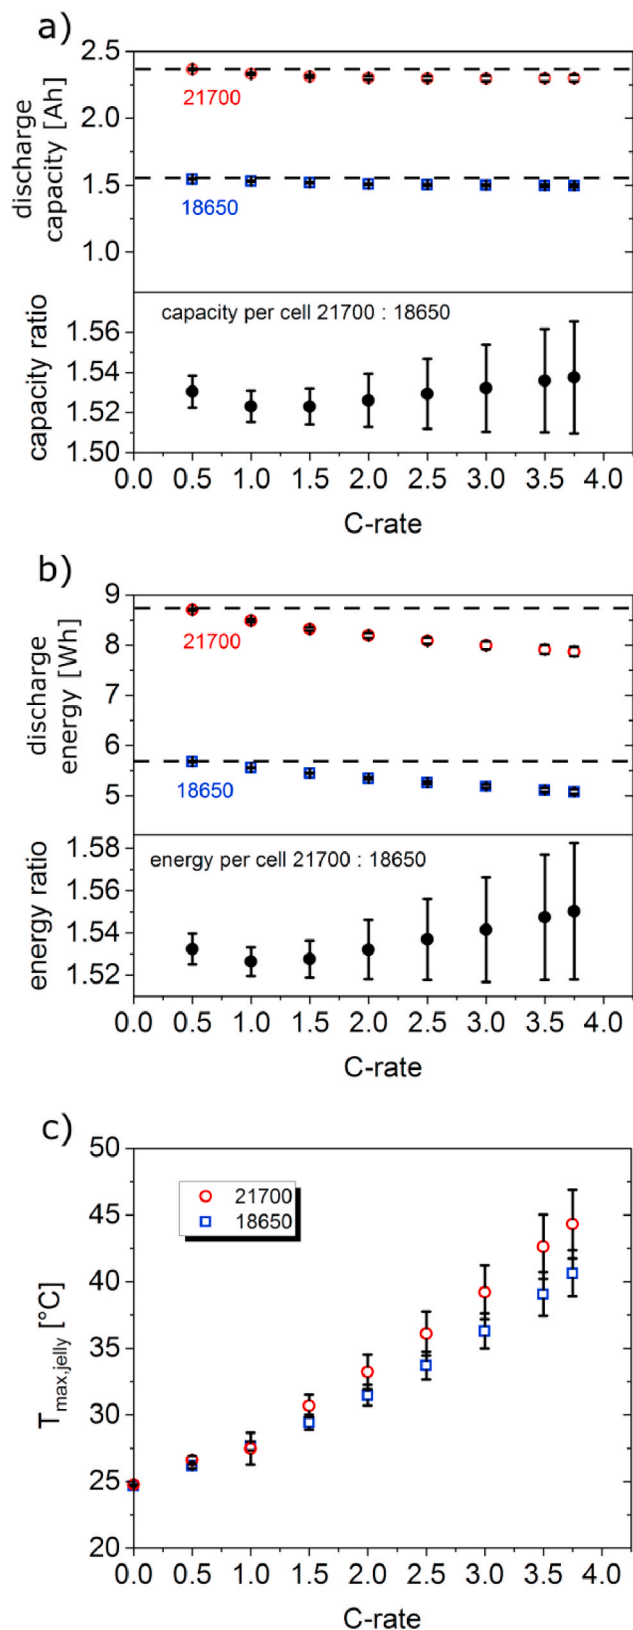 a)
discharge
capacity [Ah]
2.5
2.0
1.5
1.0
21700
18650
capacity ratio
1.56
1.54
1.52
1.50
capacity per cell 21700 : 18650
0.0 0.5 1.0 1.5 2.0 2.5 3.0 3.5 4.0
C-rate
b)
discharge
energy [Wh]
9
8
7
6
5
21700
18650
energy ratio
1.58
1.56
1.54
1.52
energy per cell 21700 : 18650
0.0 0.5 1.0 1.5 2.0 2.5 3.0 3.5 4.0
C-rate
c)
Tmax,jelly [°C]
50
45
40
35
30
25
20
21700
18650
0.0 0.5 1.0 1.5 2.0 2.5 3.0 3.5 4.0
C-rate